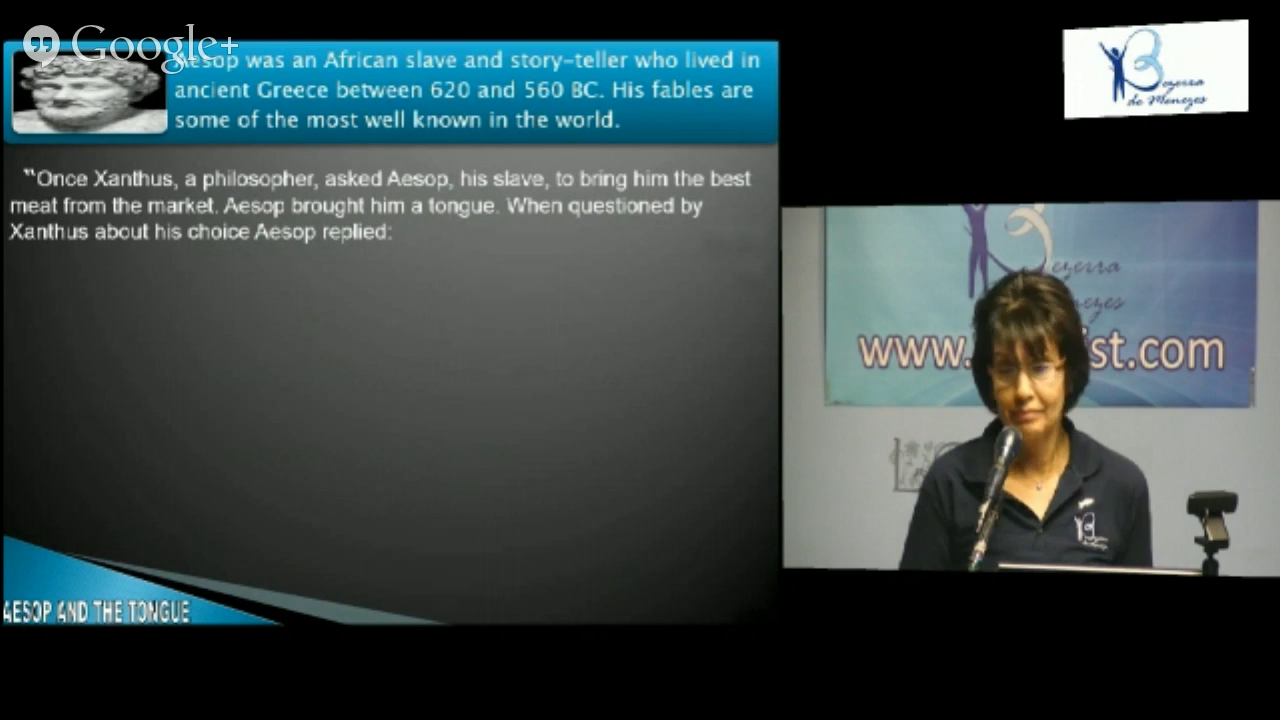 Google+
Aesop was an African slave and story-teller who lived in
ancient Greece between 620 and 560 BC. His fables are
some of the most well known in the world.
"Once Xanthus, a philosopher, asked Aesop, his slave, to bring him the best
meat from the market. Aesop brought him a tongue. When questioned by
Xanthus about his choice Aesop replied:
AESOP AND THE TONGUE
Bezerra
de Menezes
ezerra
enezes
www. ist.com